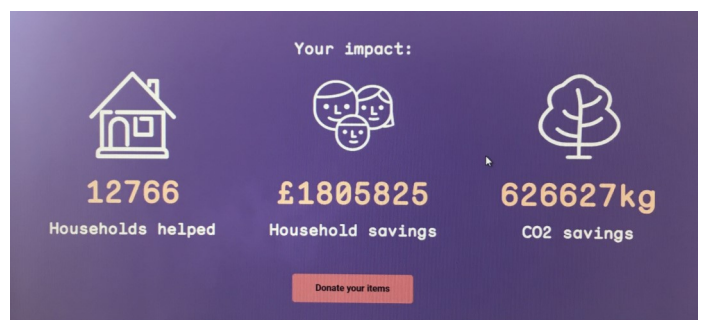 Your impact:
12766
£1805825
626627kg
Households helped
Household savings
CO2 savings
Donate your items